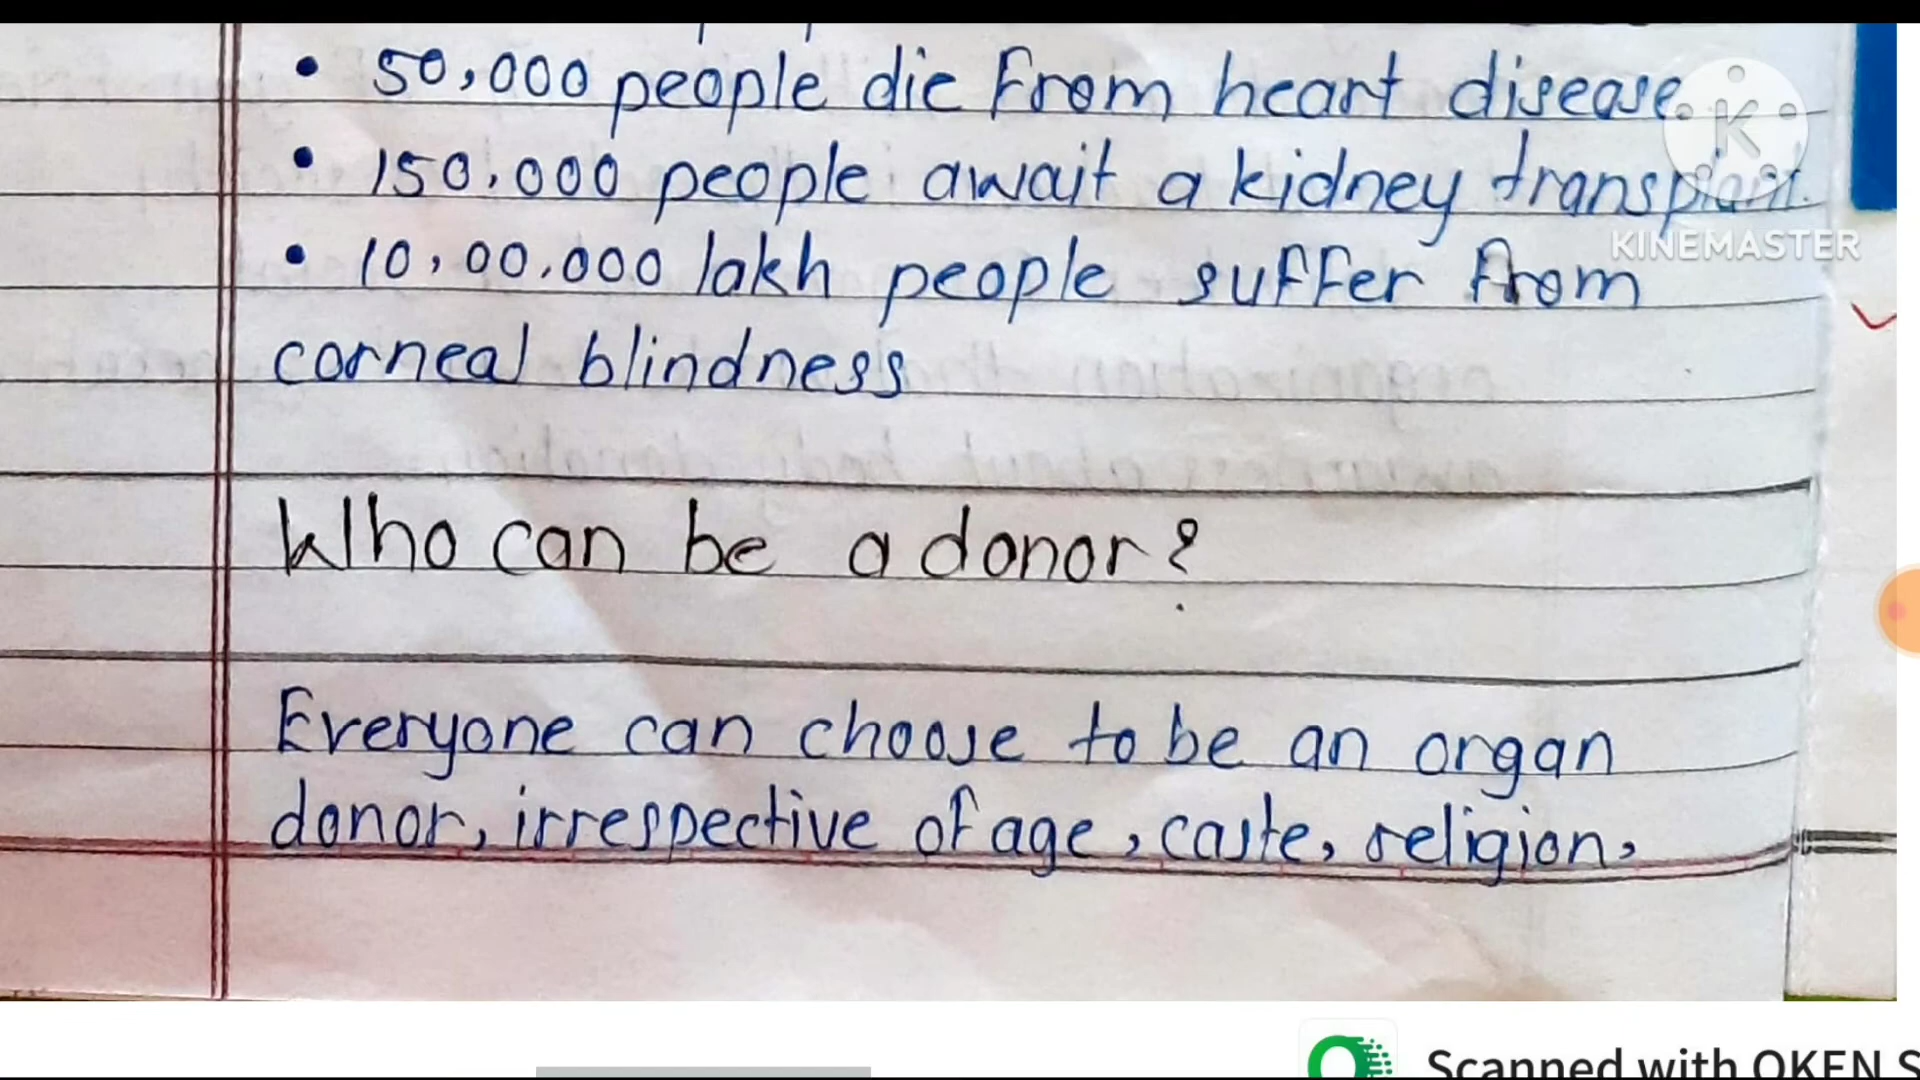 • 50,000 people die from heart disease.
• 150,000 people await a kidney transplant.
• 10,00,000 lakh people suffer from
corneal blindness
Who can be a donor?
Everyone can choose to be an organ
donor, irrespective of age, caste, religion,
KINEMASTER
Scanned with OKEN S